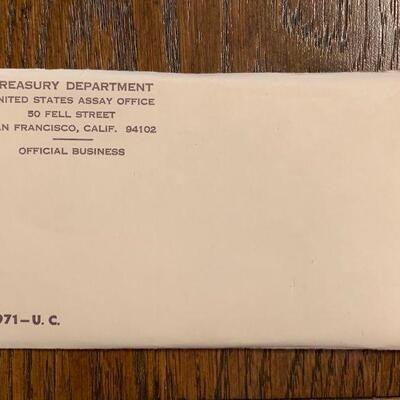 REASURY DEPARTMENT
NITED STATES ASSAY OFFICE
50 FELL STREET
AN FRANCISCO, CALIF. 94102
OFFICIAL BUSINESS
971—U. C.